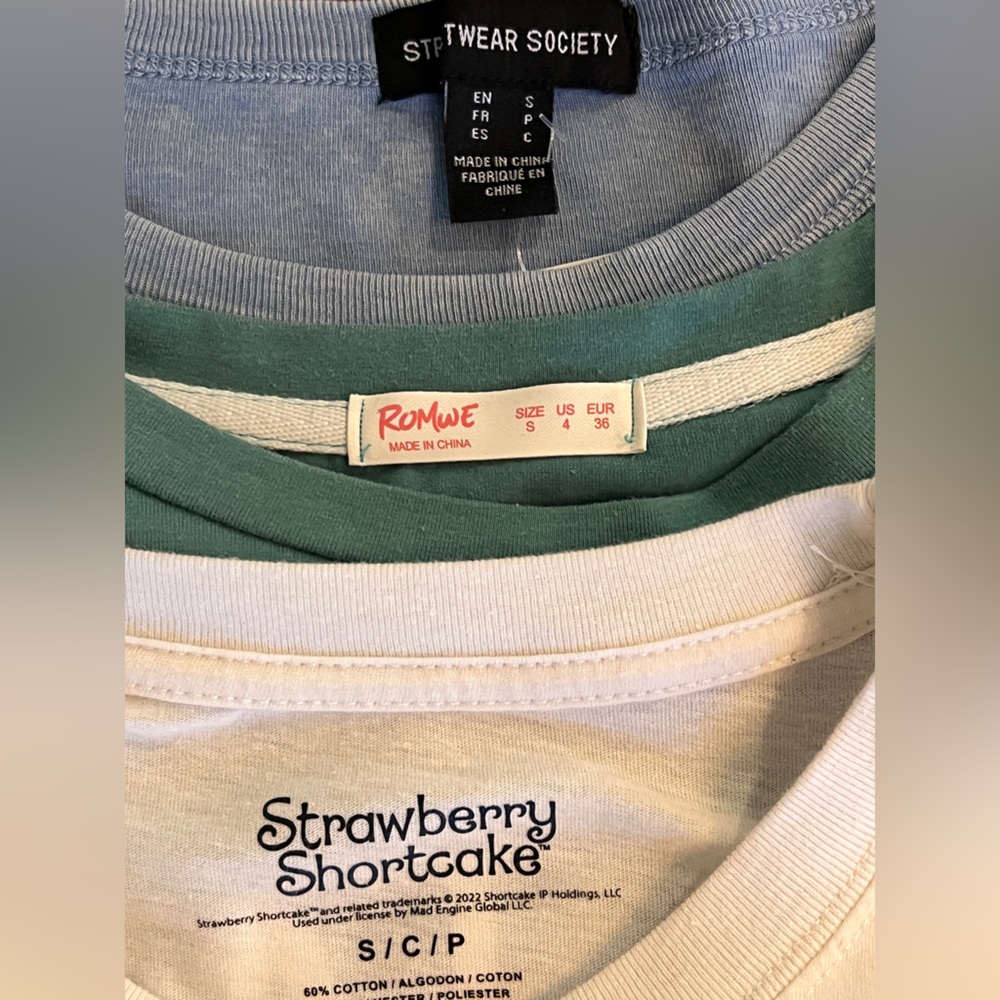 STR TWEAR SOCIETY
EN S
FR P
ES C
MADE IN CHINA
FABRIQUÉ EN
CHINE
ROMWE
MADE IN CHINA
SIZE US EUR
S 4 36
Strawberry
Shortcake™
Strawberry Shortcake™ and related trademarks © 2022 Shortcake IP Holdings, LLC
Used under license by Mad Engine Global LLC.
S / C / P
60% COTTON / ALGODON / COTON
POLIESTER